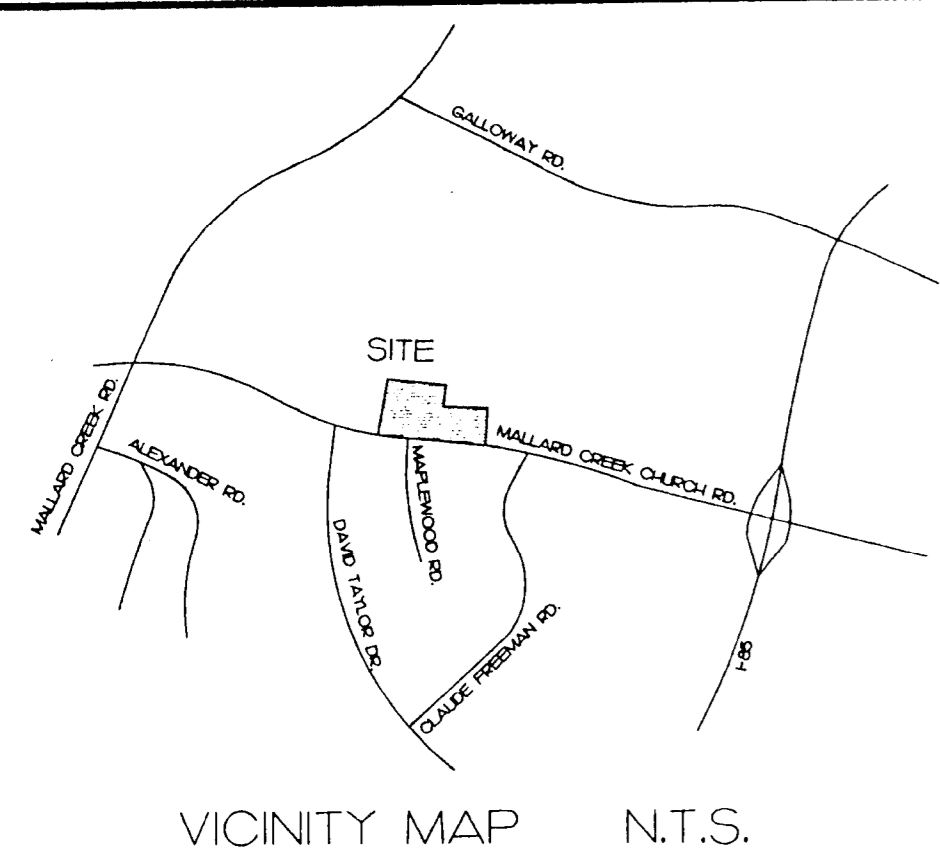 GALLOWAY RD.
SITE
MALLARD CREEK RD.
ALEXANDER RD.
MALLARD CREEK CHURCH RD.
MAPLEWOOD RD.
DAVID TAYLOR DR.
CLAUDE FREEMAN RD.
I-85
VICINITY MAP N.T.S.